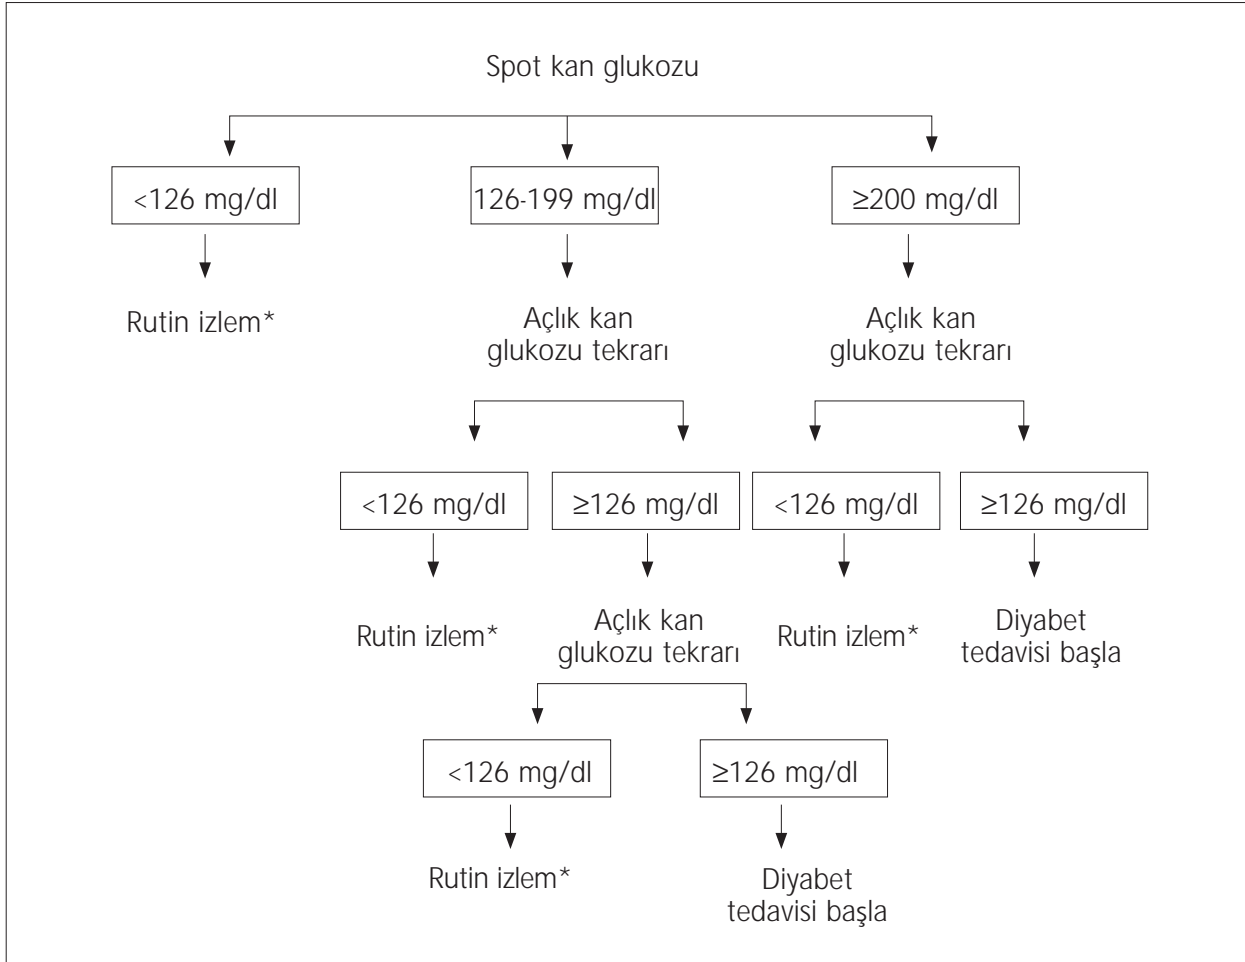 Spot kan glukozu
<126 mg/dl
126-199 mg/dl
≥200 mg/dl
Rutin izlem*
Açlık kan
glukozu tekrarı
Açlık kan
glukozu tekrarı
<126 mg/dl
≥126 mg/dl
<126 mg/dl
≥126 mg/dl
Rutin izlem*
Açlık kan
glukozu tekrarı
Rutin izlem*
Diyabet
tedavisi başla
<126 mg/dl
≥126 mg/dl
Rutin izlem*
Diyabet
tedavisi başla